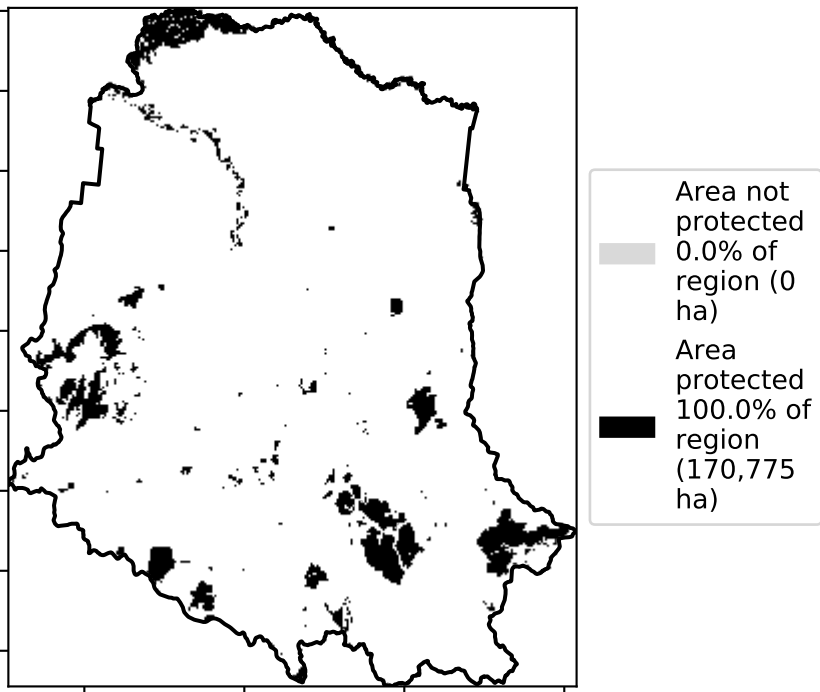 Area not
protected
0.0% of
region (0
ha)
Area
protected
100.0% of
region
(170,775
ha)